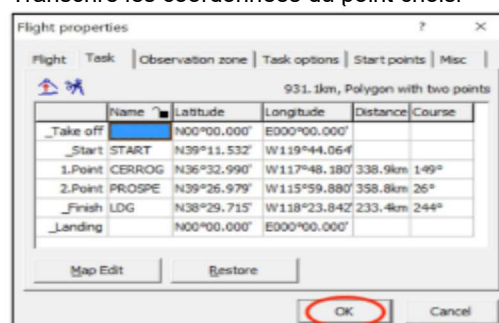 Transcrire les coordonnées du point choisi
Flight properties ? ×
Flight Task Observation zone Task options Start points Misc
931.1km, Polygon with two points
Name Latitude Longitude Distance Course
_Take off N00°00.000' E000°00.000'
_Start START N39°11.532' W119°44.064'
1.Point CERROG N36°32.990' W117°48.180' 338.9km 149°
2.Point PROSPE N39°26.979' W115°59.880' 358.8km 26°
_Finish LDG N38°29.715' W118°23.842' 233.4km 244°
_Landing N00°00.000' E000°00.000'
Map Edit Restore
OK Cancel